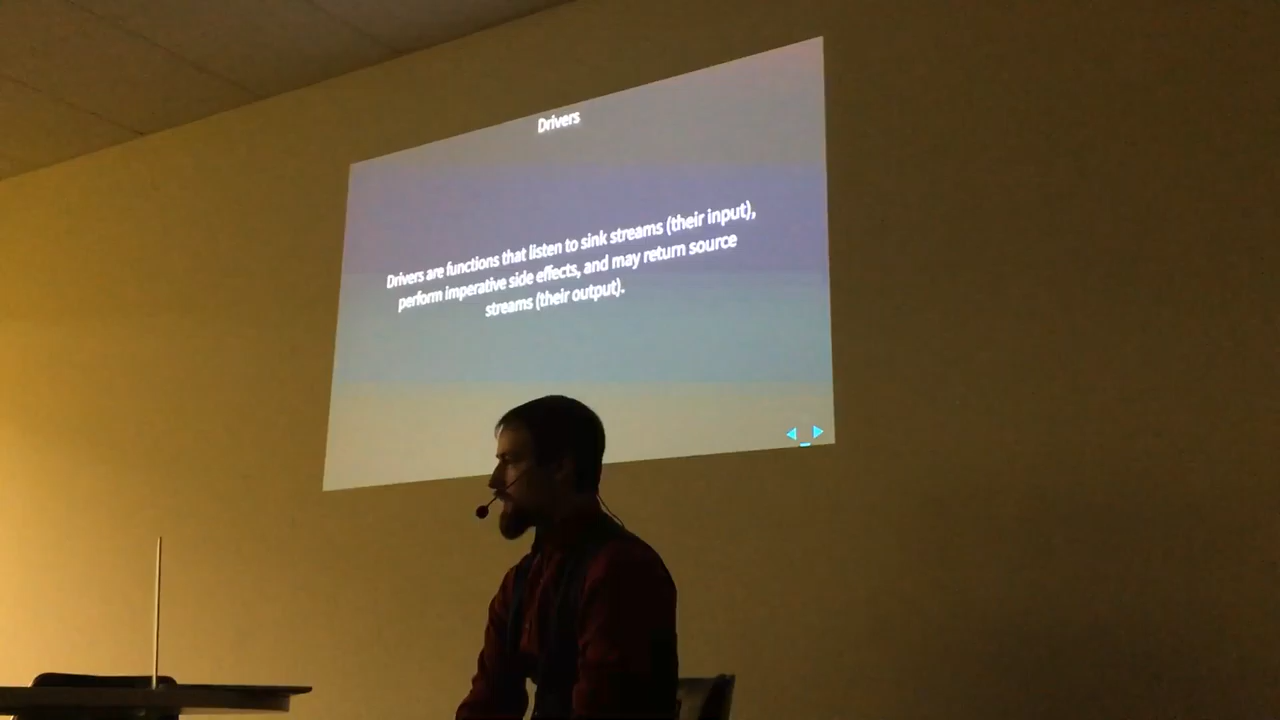 Drivers
Drivers are functions that listen to sink streams (their input),
perform imperative side effects, and may return source
streams (their output).